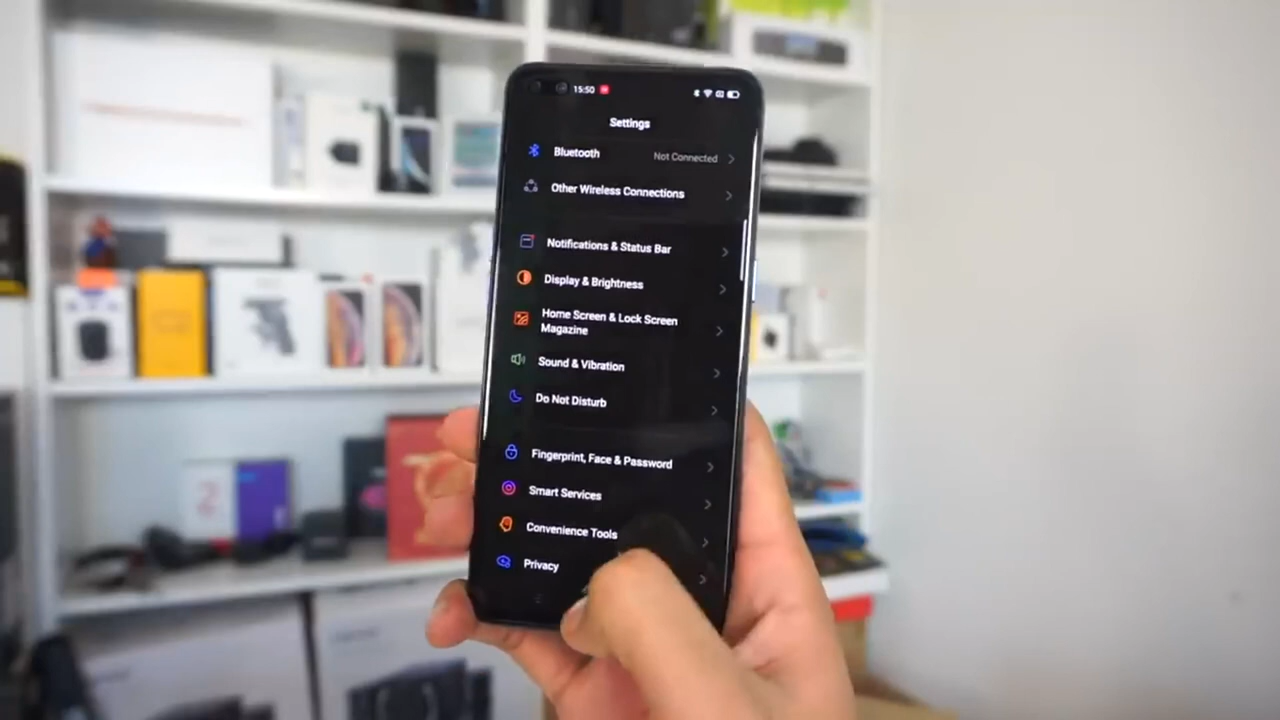 15:50
Settings
Bluetooth Not Connected
Other Wireless Connections
Notifications & Status Bar
Display & Brightness
Home Screen & Lock Screen
Magazine
Sound & Vibration
Do Not Disturb
Fingerprint, Face & Password
Smart Services
Convenience Tools
Privacy